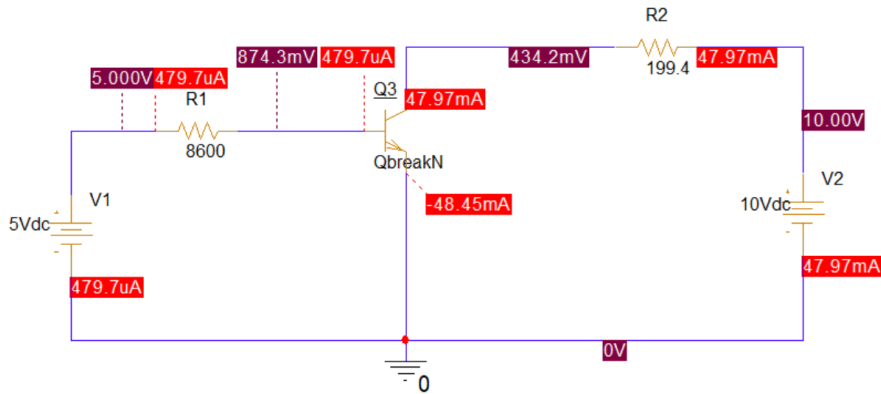 R2
874.3mV 479.7uA
434.2mV
47.97mA
5.000V 479.7uA
199.4
R1
Q3
47.97mA
10.00V
8600
QbreakN
V1
V2
-48.45mA
10Vdc
5Vdc
47.97mA
479.7uA
0V
0